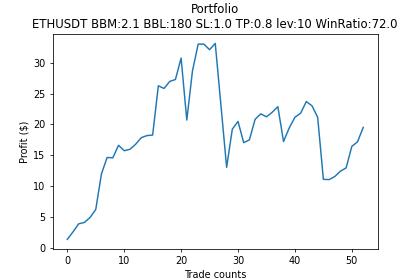 Portfolio
ETHUSDT BBM:2.1 BBL:180 SL:1.0 TP:0.8 lev:10 WinRatio:72.0
Profit ($)
30
25
20
15
10
5
0
0 10 20 30 40 50
Trade counts